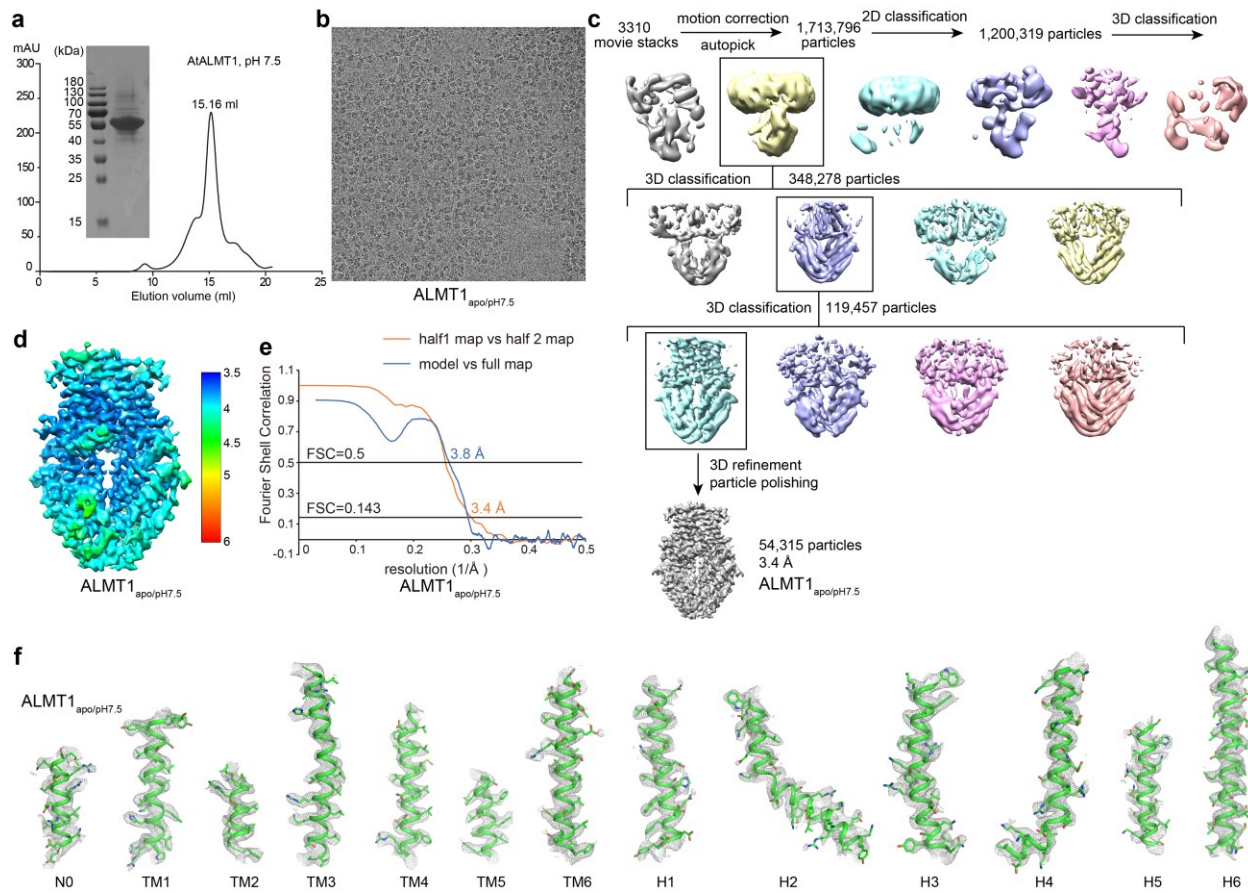 a
mAU
(kDa)
300
250
200
150
100
50
0
180
130
100
70
55
40
35
25
15
AtALMT1, pH 7.5
15.16 ml
0
5
10
15
20
25
Elution volume (ml)
b
ALMT1apo/pH7.5
c
3310
movie stacks
motion correction
autopick
1,713,796
particles
2D classification
1,200,319 particles
3D classification
3D classification
348,278 particles
3D classification
119,457 particles
3D refinement
particle polishing
54,315 particles
3.4 Å
ALMT1apo/pH7.5
d
3.5
4
4.5
5
6
ALMT1apo/pH7.5
e
half1 map vs half 2 map
model vs full map
Fourier Shell Correlation
1.1
0.9
0.7
0.5
0.3
0.1
-0.1
FSC=0.5
3.8 Å
FSC=0.143
3.4 Å
0
0.1
0.2
0.3
0.4
0.5
resolution (1/Å )
ALMT1apo/pH7.5
f
ALMT1apo/pH7.5
N0
TM1
TM2
TM3
TM4
TM5
TM6
H1
H2
H3
H4
H5
H6